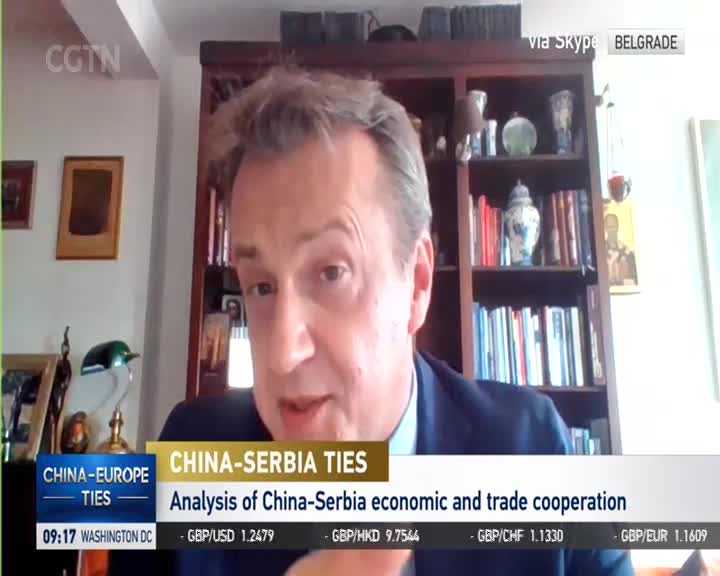 CGTN
Via Skype BELGRADE
CHINA-EUROPE
TIES
CHINA-SERBIA TIES
Analysis of China-Serbia economic and trade cooperation
09:17 WASHINGTON DC
- GBP/USD 1.2479 - GBP/HKD 9.7544 - GBP/CHF 1.1330 - GBP/EUR 1.1609